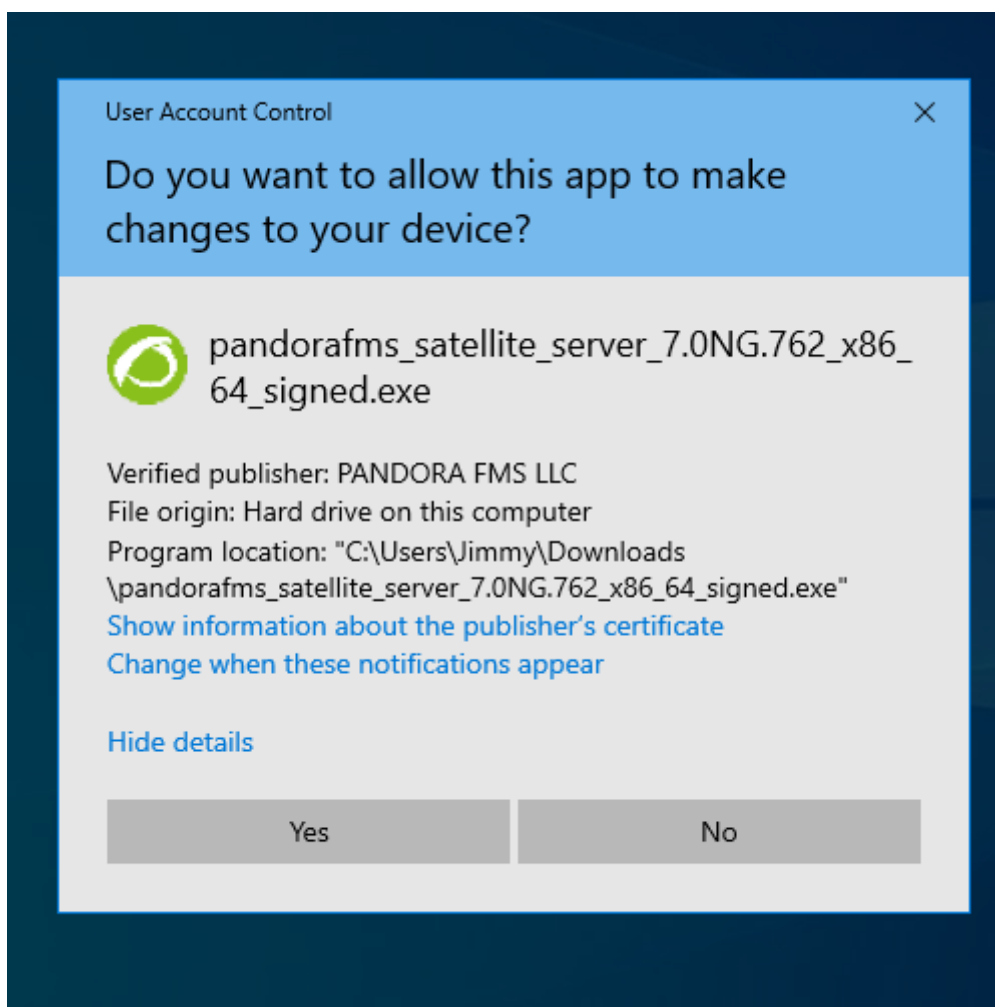 User Account Control
Do you want to allow this app to make
changes to your device?
pandorafms_satellite_server_7.0NG.762_x86_
64_signed.exe
Verified publisher: PANDORA FMS LLC
File origin: Hard drive on this computer
Program location: "C:\Users\Jimmy\Downloads
\pandorafms_satellite_server_7.0NG.762_x86_64_signed.exe"
Show information about the publisher's certificate
Change when these notifications appear
Hide details
Yes
No